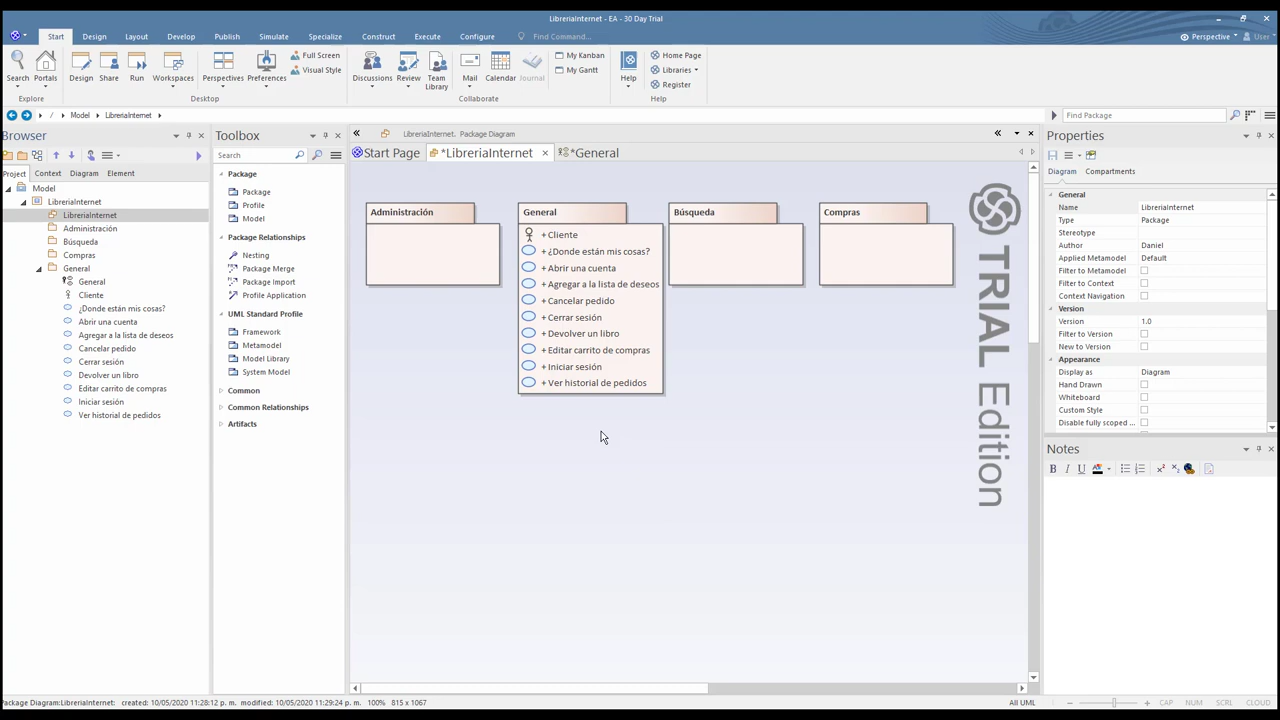 LibreriaInternet - EA - 30 Day Trial
Start Design Layout Develop Publish Simulate Specialize Construct Execute Configure Find Command... Perspective User
Search Portals Design Share Run Workspaces Perspectives Preferences Full Screen Visual Style Discussions Review Team Library Mail Calendar Journal My Kanban My Gantt Help Home Page Libraries Register
Explore Desktop Collaborate Help
/ Model LibreriaInternet Find Package
Browser
Project Context Diagram Element
Model
LibreriaInternet
LibreriaInternet
Administración
Búsqueda
Compras
General
General
Cliente
¿Donde están mis cosas?
Abrir una cuenta
Agregar a la lista de deseos
Cancelar pedido
Cerrar sesión
Devolver un libro
Editar carrito de compras
Iniciar sesión
Ver historial de pedidos
Toolbox
Search
Package
Package
Profile
Model
Package Relationships
Nesting
Package Merge
Package Import
Profile Application
UML Standard Profile
Framework
Metamodel
Model Library
System Model
Common
Common Relationships
Artifacts
LibreriaInternet. Package Diagram
Start Page *LibreriaInternet *General
Administración
General
+ Cliente
+ ¿Donde están mis cosas?
+ Abrir una cuenta
+ Agregar a la lista de deseos
+ Cancelar pedido
+ Cerrar sesión
+ Devolver un libro
+ Editar carrito de compras
+ Iniciar sesión
+ Ver historial de pedidos
Búsqueda
Compras
TRIAL Edition
Properties
Diagram Compartments
General
Name LibreriaInternet
Type Package
Stereotype
Author Daniel
Applied Metamodel Default
Filter to Metamodel
Filter to Context
Context Navigation
Version
Version 1.0
Filter to Version
New to Version
Appearance
Display as Diagram
Hand Drawn
Whiteboard
Custom Style
Disable fully scoped ...
Notes
B I U A
Package Diagram:LibreriaInternet: created: 10/05/2020 11:28:12 p. m. modified: 10/05/2020 11:29:24 p. m. 100% 815 x 1067 All UML CAP NUM SCRL CLOUD